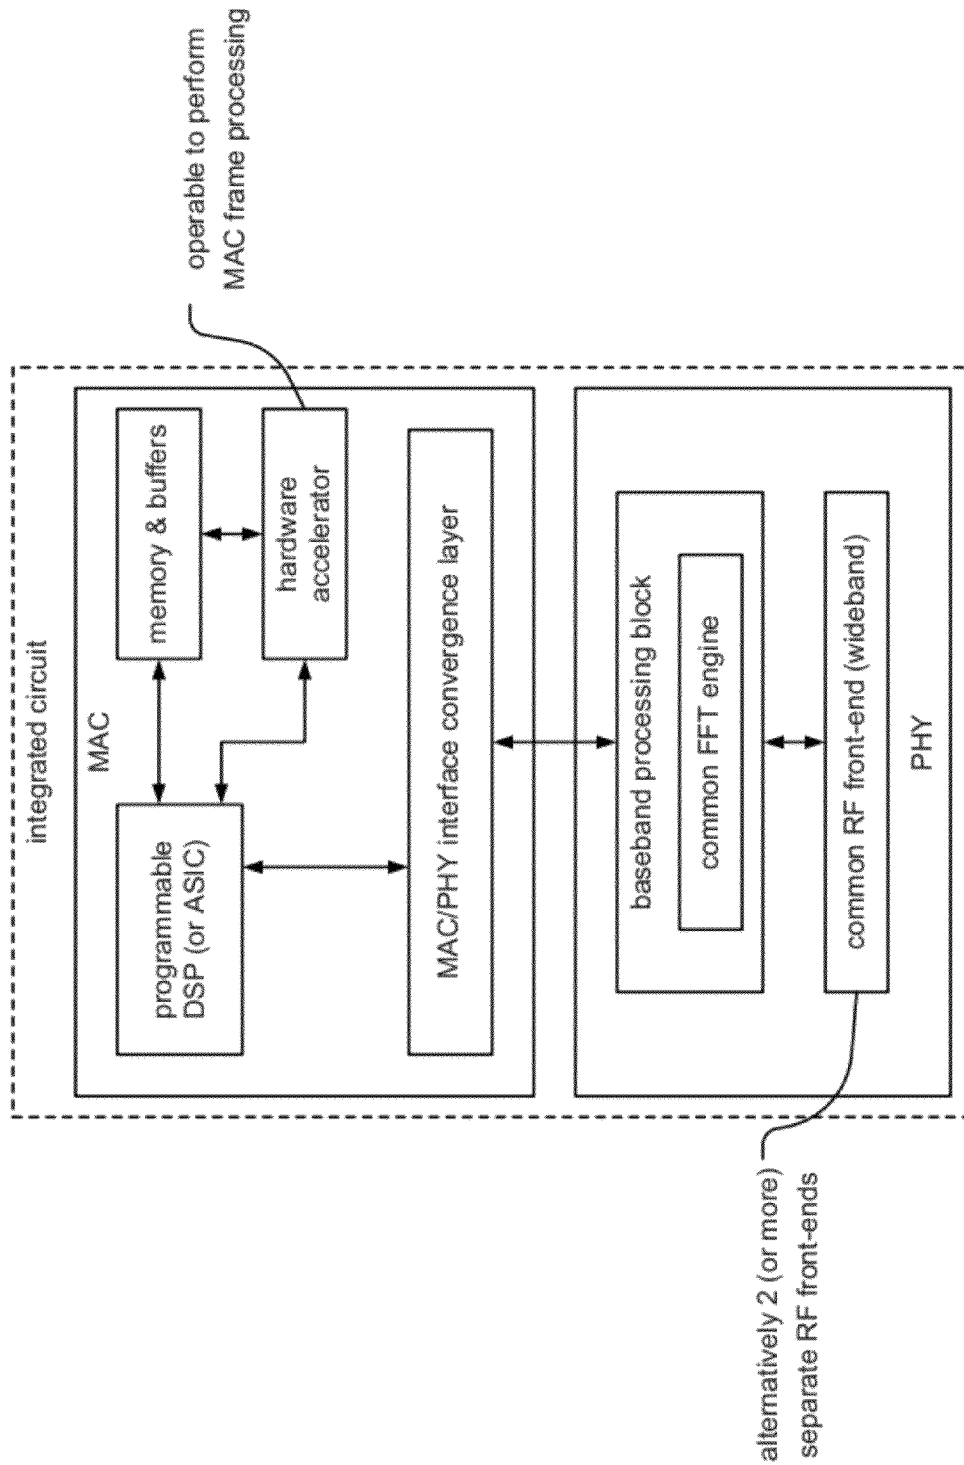 integrated circuit
MAC
programmable
DSP (or ASIC)
memory & buffers
hardware
accelerator
operable to perform
MAC frame processing
MAC/PHY interface convergence layer
baseband processing block
common FFT engine
common RF front-end (wideband)
PHY
alternatively 2 (or more)
separate RF front-ends